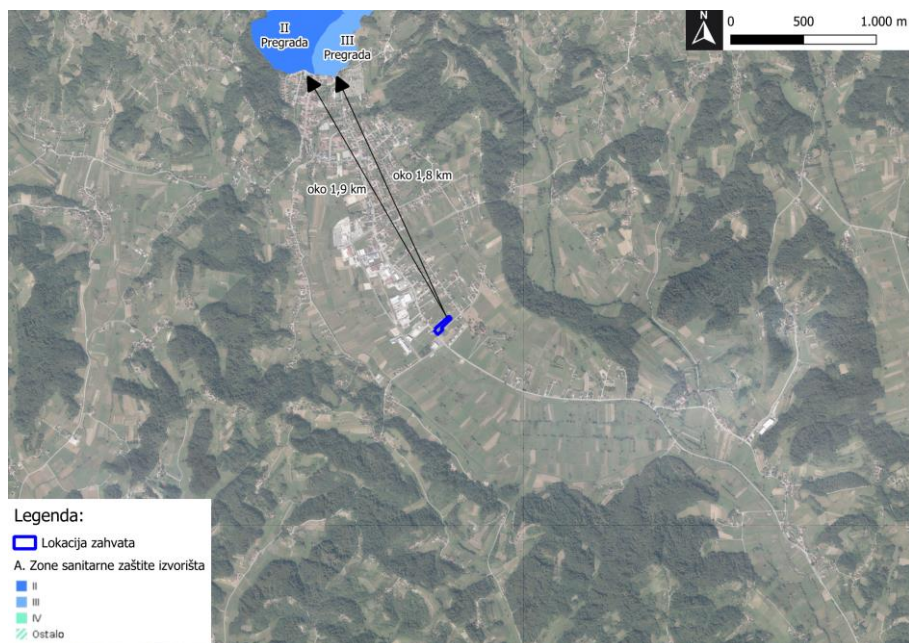 II
Pregrada
III
Pregrada
N
0 500 1.000 m
oko 1,9 km
oko 1,8 km
Legenda:
Lokacija zahvata
A. Zone sanitarne zaštite izvorišta
II
III
IV
Ostalo